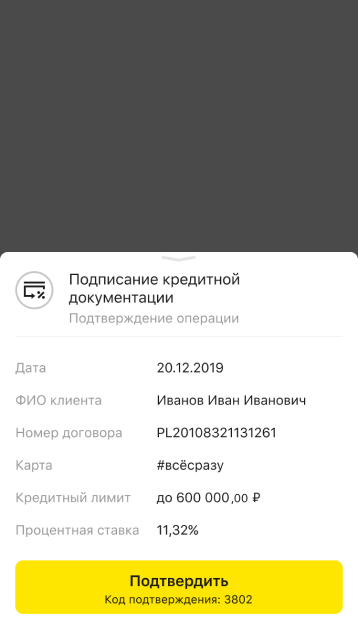 Подписание кредитной
документации
Подтверждение операции
Дата 20.12.2019
ФИО клиента Иванов Иван Иванович
Номер договора PL20108321131261
Карта #всёсразу
Кредитный лимит до 600 000,00 ₽
Процентная ставка 11,32%
Подтвердить
Код подтверждения: 3802